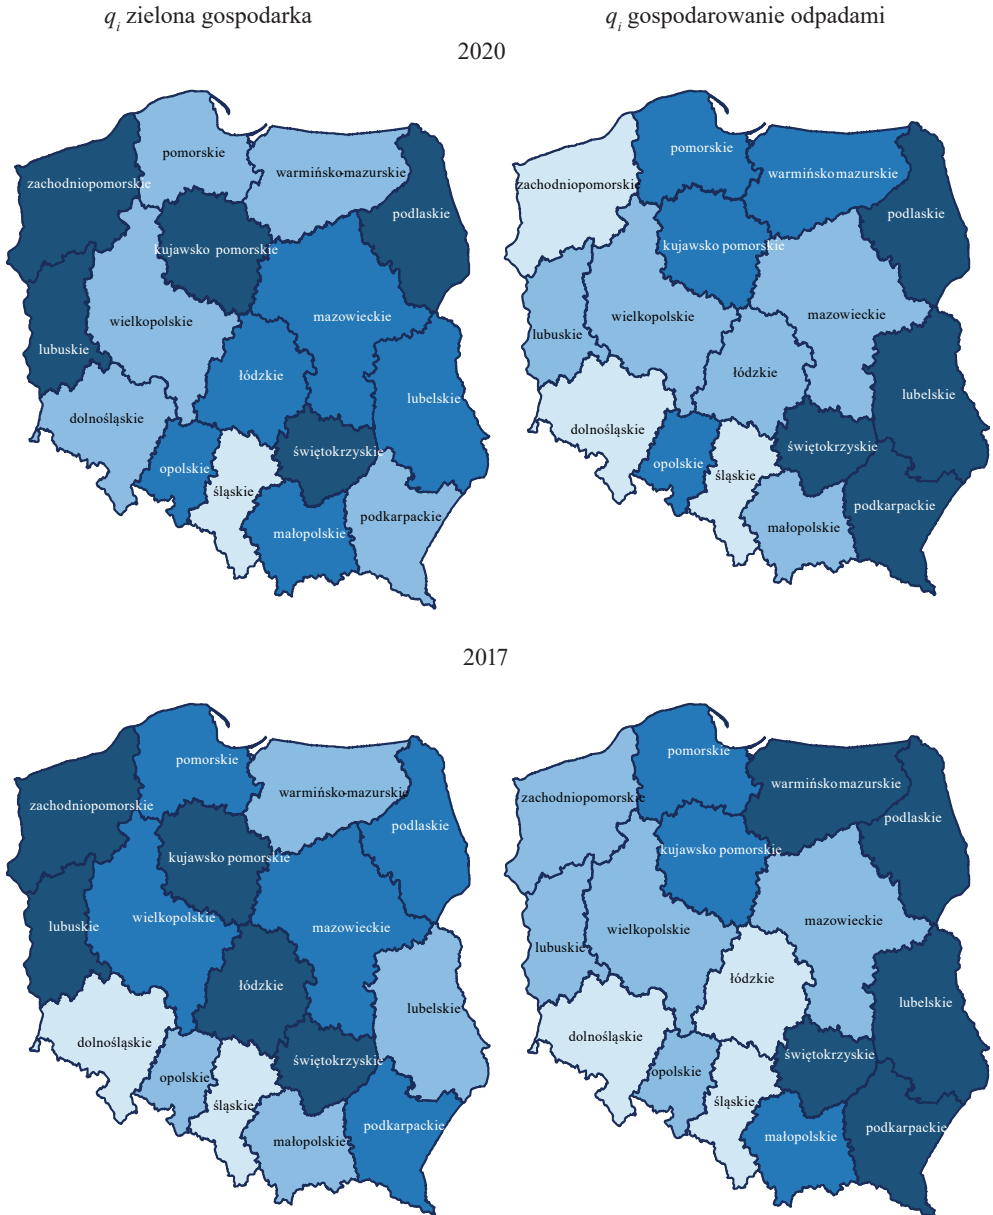 q_i zielona gospodarka
q_i gospodarowanie odpadami
2020
pomorskie
warmińsko-mazurskie
zachodniopomorskie
podlaskie
kujawsko pomorskie
wielkopolskie
mazowieckie
lubuskie
łódzkie
lubelskie
dolnośląskie
świętokrzyskie
opolskie
śląskie
podkarpackie
małopolskie
pomorskie
warmińsko mazurskie
zachodniopomorskie
podlaskie
kujawsko pomorskie
wielkopolskie
mazowieckie
lubuskie
łódzkie
lubelskie
dolnośląskie
świętokrzyskie
opolskie
śląskie
podkarpackie
małopolskie
2017
pomorskie
warmińsko-mazurskie
zachodniopomorskie
podlaskie
kujawsko pomorskie
wielkopolskie
lubuskie
mazowieckie
łódzkie
lubelskie
dolnośląskie
świętokrzyskie
opolskie
śląskie
podkarpackie
małopolskie
pomorskie
warmińsko mazurskie
zachodniopomorskie
podlaskie
kujawsko pomorskie
mazowieckie
wielkopolskie
lubuskie
łódzkie
lubelskie
dolnośląskie
świętokrzyskie
opolskie
śląskie
podkarpackie
małopolskie